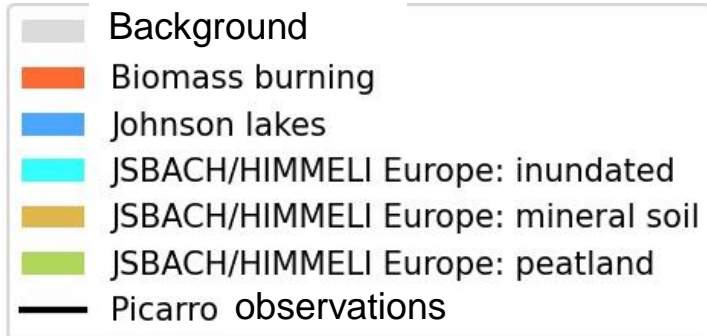 Background
Biomass burning
Johnson lakes
JSBACH/HIMMELI Europe: inundated
JSBACH/HIMMELI Europe: mineral soil
JSBACH/HIMMELI Europe: peatland
Picarro observations